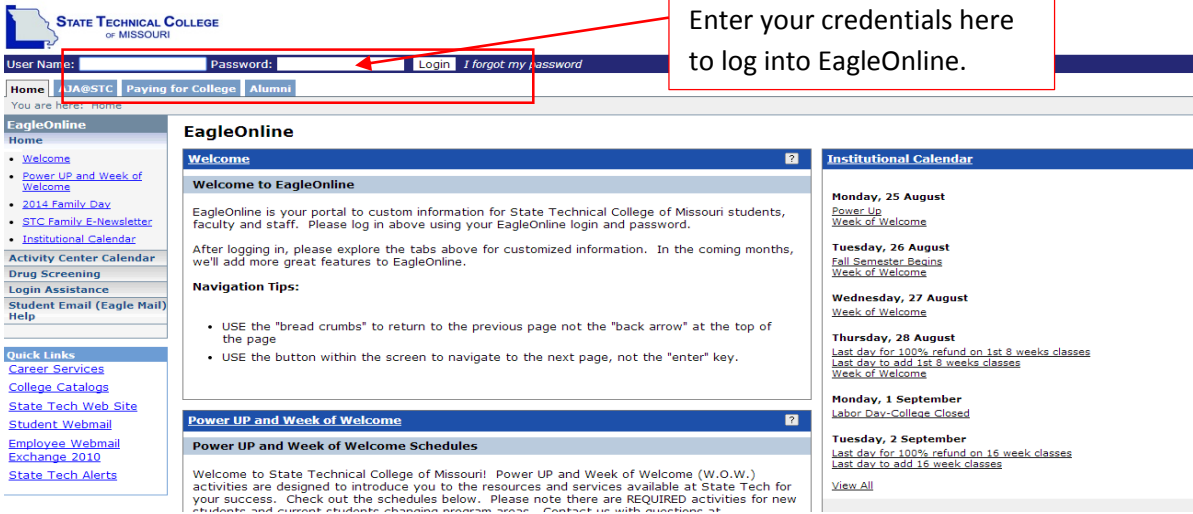 STATE TECHNICAL COLLEGE
OF MISSOURI
Enter your credentials here
to log into EagleOnline.
User Name: Password: Login I forgot my password
Home AJA@STC Paying for College Alumni
You are here: Home
EagleOnline
Home
• Welcome
• Power UP and Week of
Welcome
• 2014 Family Day
• STC Family E-Newsletter
• Institutional Calendar
Activity Center Calendar
Drug Screening
Login Assistance
Student Email (Eagle Mail)
Help
Quick Links
Career Services
College Catalogs
State Tech Web Site
Student Webmail
Employee Webmail
Exchange 2010
State Tech Alerts
EagleOnline
Welcome ?
Welcome to EagleOnline
EagleOnline is your portal to custom information for State Technical College of Missouri students,
faculty and staff. Please log in above using your EagleOnline login and password.
After logging in, please explore the tabs above for customized information. In the coming months,
we'll add more great features to EagleOnline.
Navigation Tips:
• USE the "bread crumbs" to return to the previous page not the "back arrow" at the top of
the page
• USE the button within the screen to navigate to the next page, not the "enter" key.
Power UP and Week of Welcome ?
Power UP and Week of Welcome Schedules
Welcome to State Technical College of Missouri! Power UP and Week of Welcome (W.O.W.)
activities are designed to introduce you to the resources and services available at State Tech for
your success. Check out the schedules below. Please note there are REQUIRED activities for new
students and current students changing program areas. Contact us with questions at
Institutional Calendar
Monday, 25 August
Power Up
Week of Welcome
Tuesday, 26 August
Fall Semester Begins
Week of Welcome
Wednesday, 27 August
Week of Welcome
Thursday, 28 August
Last day for 100% refund on 1st 8 weeks classes
Last day to add 1st 8 weeks classes
Week of Welcome
Monday, 1 September
Labor Day-College Closed
Tuesday, 2 September
Last day for 100% refund on 16 week classes
Last day to add 16 week classes
View All